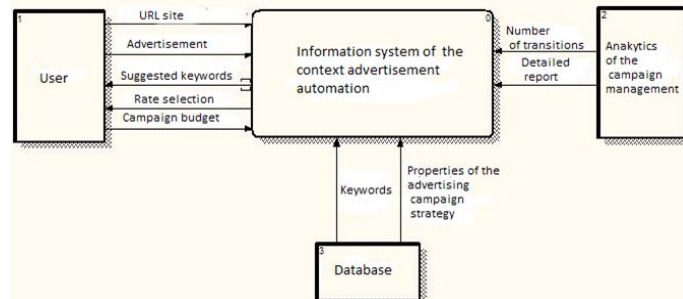 1
User
URL site
Advertisement
Suggested keywords
Rate selection
Campaign budget
0
Information system of the
context advertisement
automation
Number
of transitions
Detailed
report
2
Anakytics
of the
campaign
management
Keywords
Properties of the
advertising
campaign
strategy
3
Database